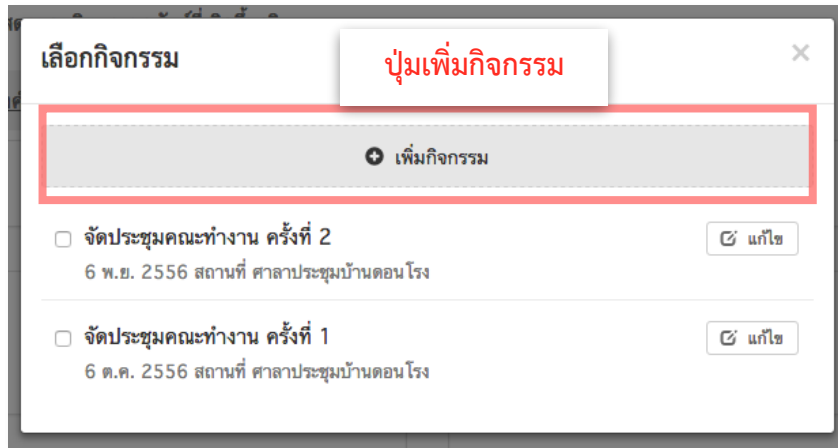 เลือกกิจกรรม
ปุ่มเพิ่มกิจกรรม
×
เพิ่มกิจกรรม
จัดประชุมคณะทำงาน ครั้งที่ 2
แก้ไข
6 พ.ย. 2556 สถานที่ ศาลาประชุมบ้านดอนโรง
จัดประชุมคณะทำงาน ครั้งที่ 1
แก้ไข
6 ต.ค. 2556 สถานที่ ศาลาประชุมบ้านดอนโรง